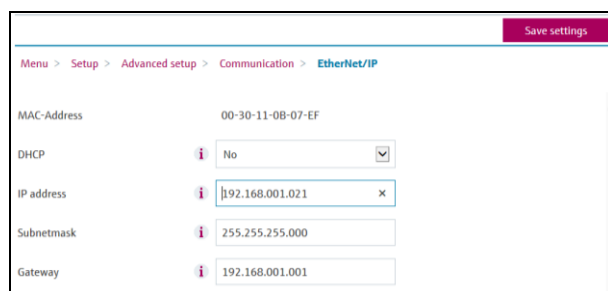 Save settings
Menu > Setup > Advanced setup > Communication > EtherNet/IP
MAC-Address 00-30-11-0B-07-EF
DHCP i No
IP address i 192.168.001.021 ×
Subnetmask i 255.255.255.000
Gateway i 192.168.001.001